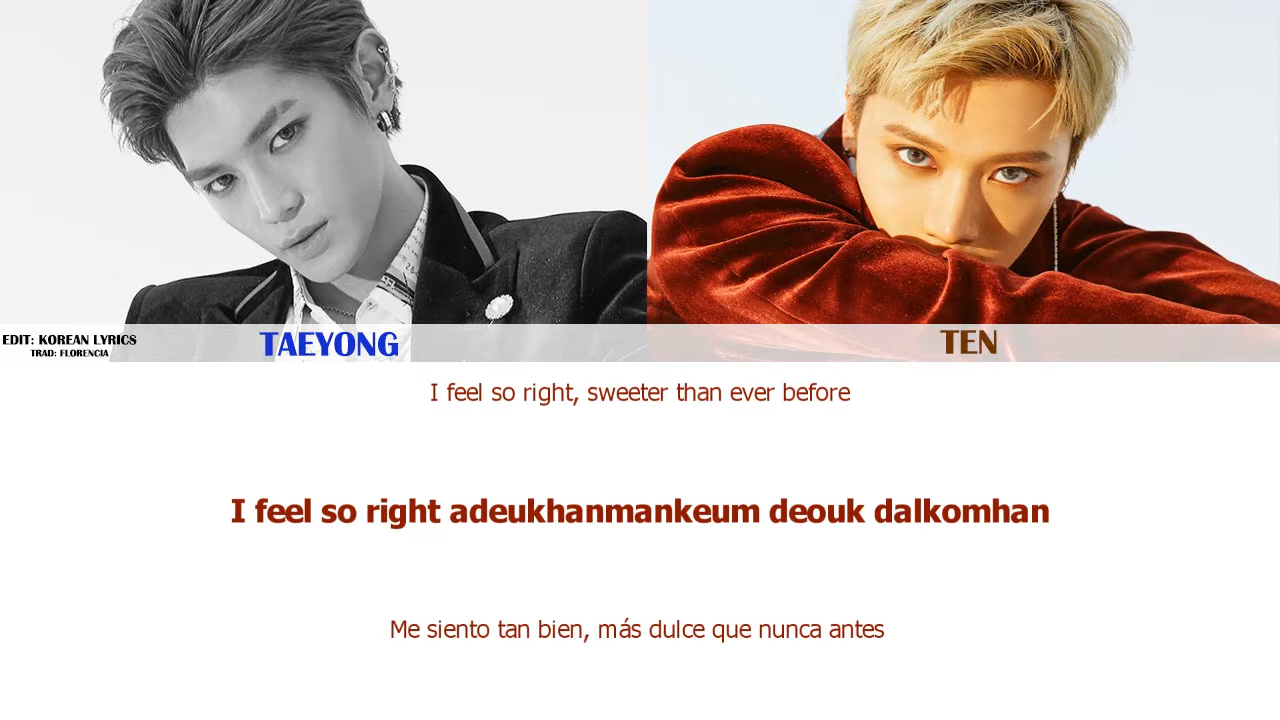 EDIT: KOREAN LYRICS
TRAD: FLORENCIA
TAEYONG
TEN
I feel so right, sweeter than ever before
I feel so right adeukhanmankeum deouk dalkomhan
Me siento tan bien, más dulce que nunca antes